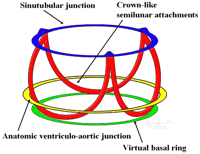 Sinutubular junction
Crown-like
semilunar attachments
Anatomic ventriculo-aortic junction
Virtual basal ring